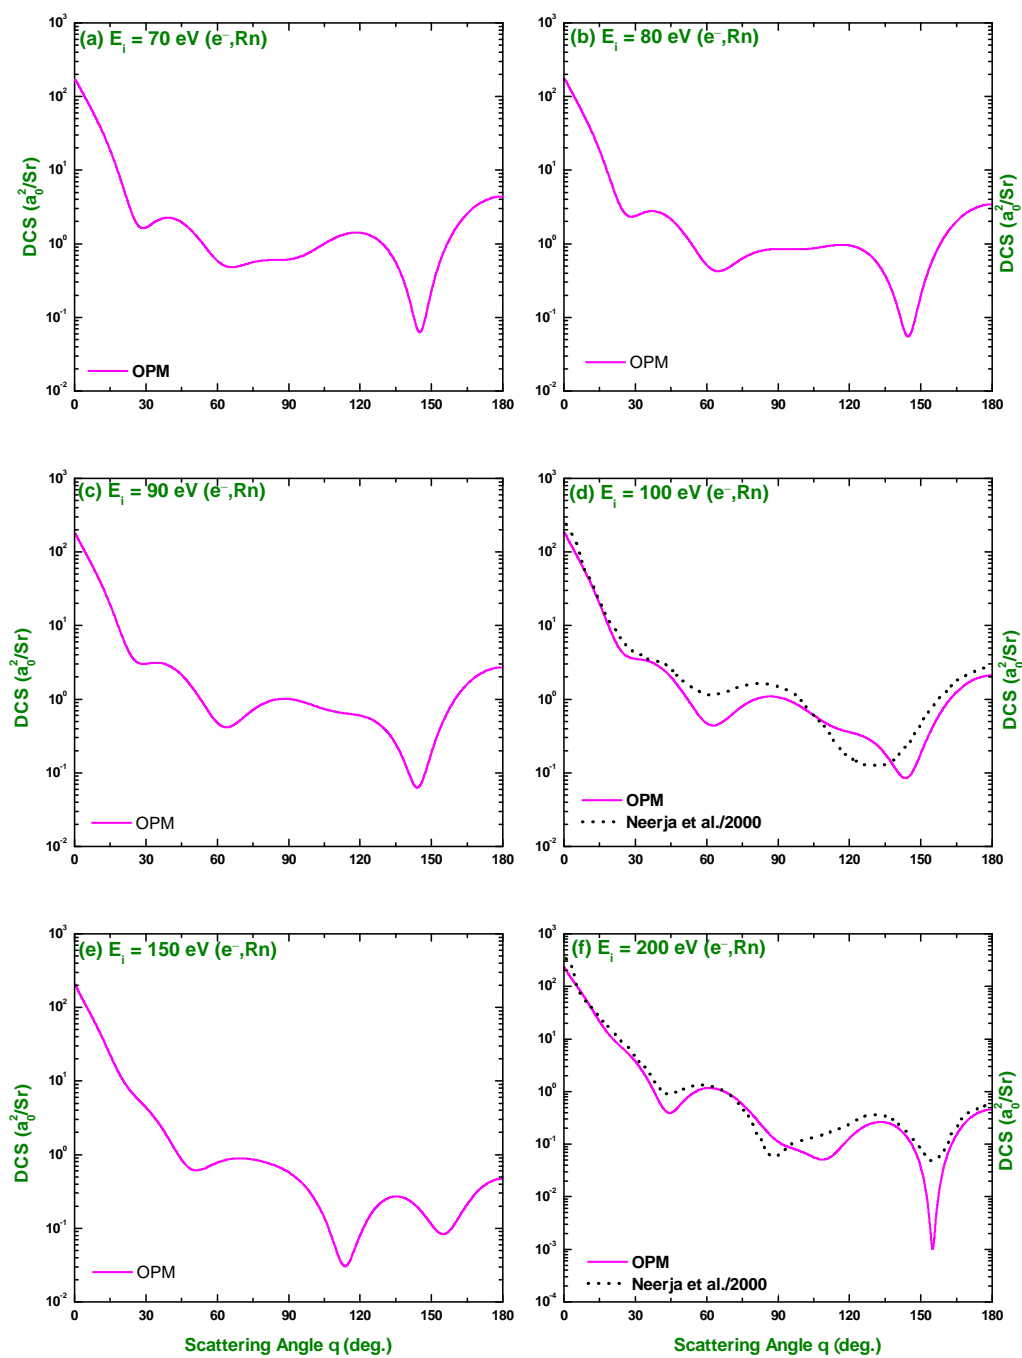 (a) E_i = 70 eV (e⁻,Rn)
DCS (a₀²/Sr)
10³
10²
10¹
10⁰
10⁻¹
10⁻²
OPM
0 30 60 90 120 150 180
(b) E_i = 80 eV (e⁻,Rn)
DCS (a₀²/Sr)
10³
10²
10¹
10⁰
10⁻¹
10⁻²
OPM
0 30 60 90 120 150 180
(c) E_i = 90 eV (e⁻,Rn)
DCS (a₀²/Sr)
10³
10²
10¹
10⁰
10⁻¹
10⁻²
OPM
0 30 60 90 120 150 180
(d) E_i = 100 eV (e⁻,Rn)
DCS (a₀²/Sr)
10³
10²
10¹
10⁰
10⁻¹
10⁻²
OPM
Neerja et al./2000
0 30 60 90 120 150 180
(e) E_i = 150 eV (e⁻,Rn)
DCS (a₀²/Sr)
10³
10²
10¹
10⁰
10⁻¹
10⁻²
OPM
0 30 60 90 120 150 180
Scattering Angle q (deg.)
(f) E_i = 200 eV (e⁻,Rn)
DCS (a₀²/Sr)
10³
10²
10¹
10⁰
10⁻¹
10⁻²
10⁻³
10⁻⁴
OPM
Neerja et al./2000
0 30 60 90 120 150 180
Scattering Angle q (deg.)